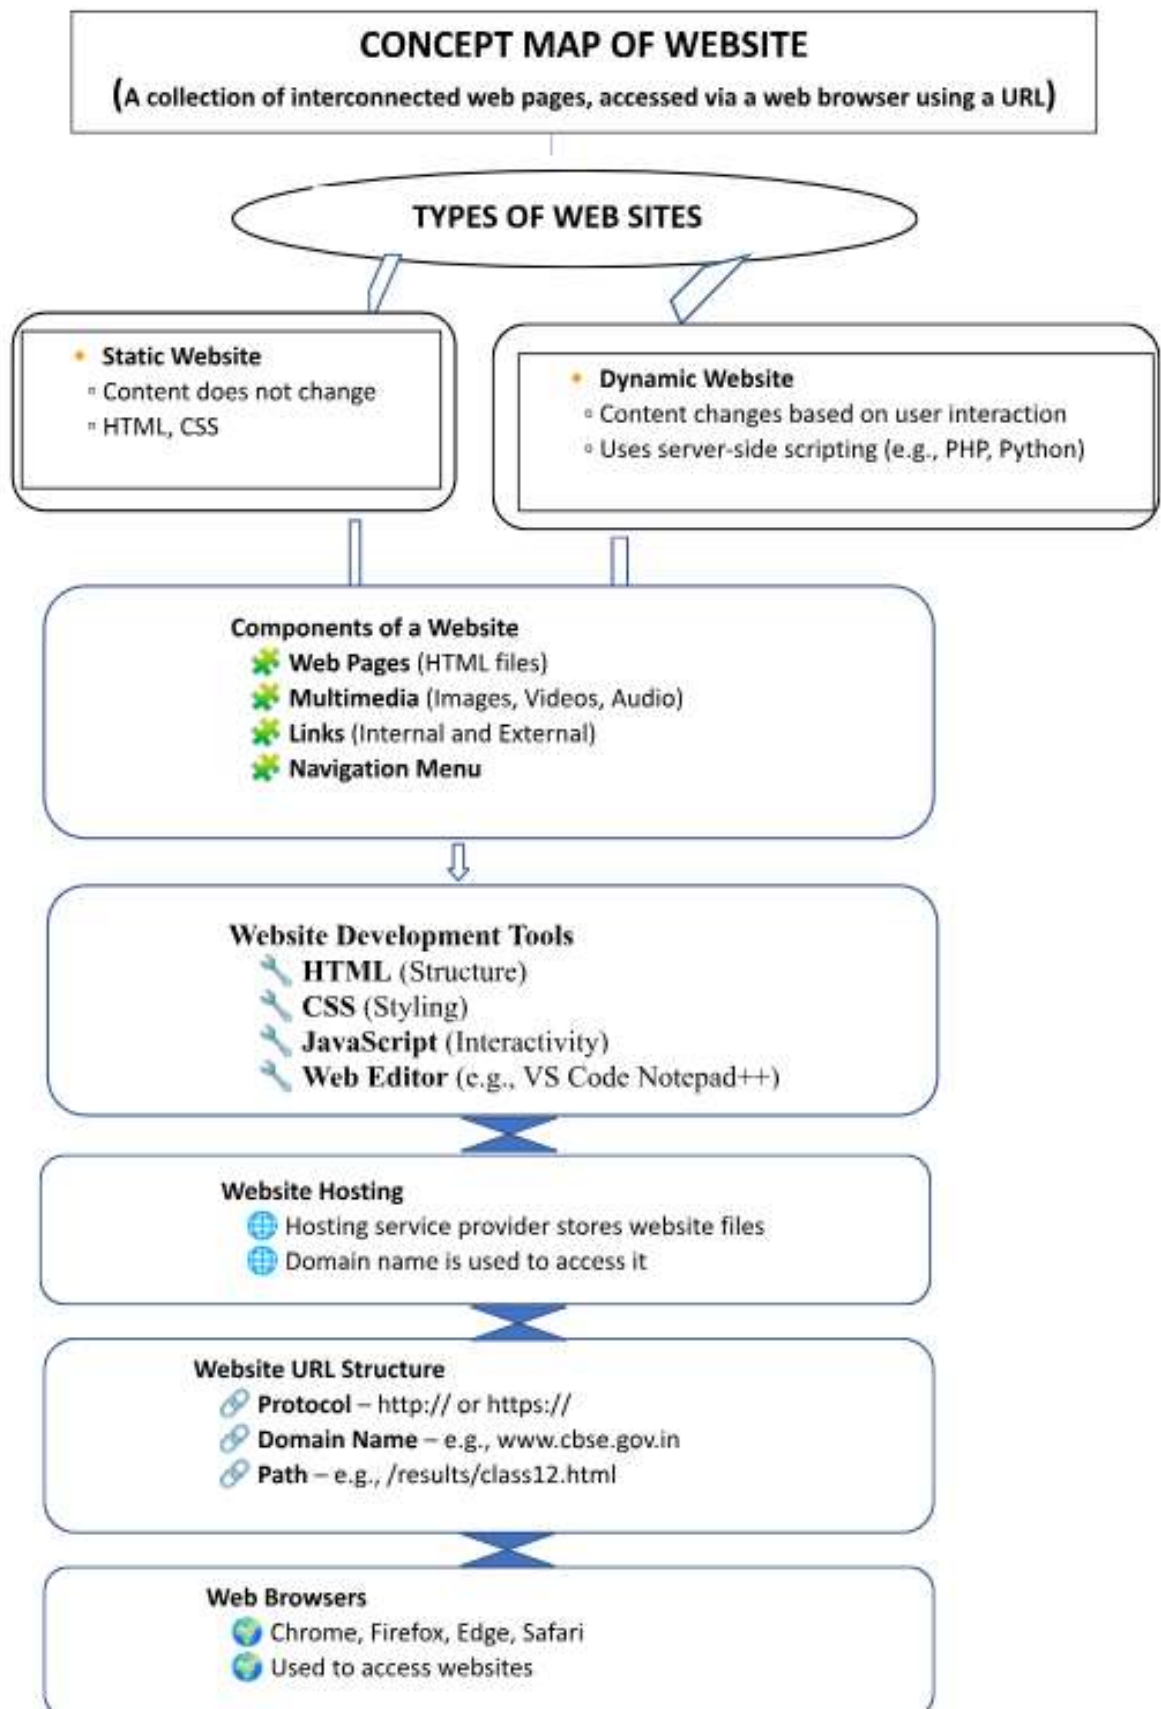 CONCEPT MAP OF WEBSITE
(A collection of interconnected web pages, accessed via a web browser using a URL)
TYPES OF WEB SITES
🔸 Static Website
▫ Content does not change
▫ HTML, CSS
🔸 Dynamic Website
▫ Content changes based on user interaction
▫ Uses server-side scripting (e.g., PHP, Python)
Components of a Website
🧩 Web Pages (HTML files)
🧩 Multimedia (Images, Videos, Audio)
🧩 Links (Internal and External)
🧩 Navigation Menu
Website Development Tools
🔧 HTML (Structure)
🔧 CSS (Styling)
🔧 JavaScript (Interactivity)
🔧 Web Editor (e.g., VS Code Notepad++)
Website Hosting
🌐 Hosting service provider stores website files
🌐 Domain name is used to access it
Website URL Structure
🔗 Protocol – http:// or https://
🔗 Domain Name – e.g., www.cbse.gov.in
🔗 Path – e.g., /results/class12.html
Web Browsers
🌍 Chrome, Firefox, Edge, Safari
🌍 Used to access websites